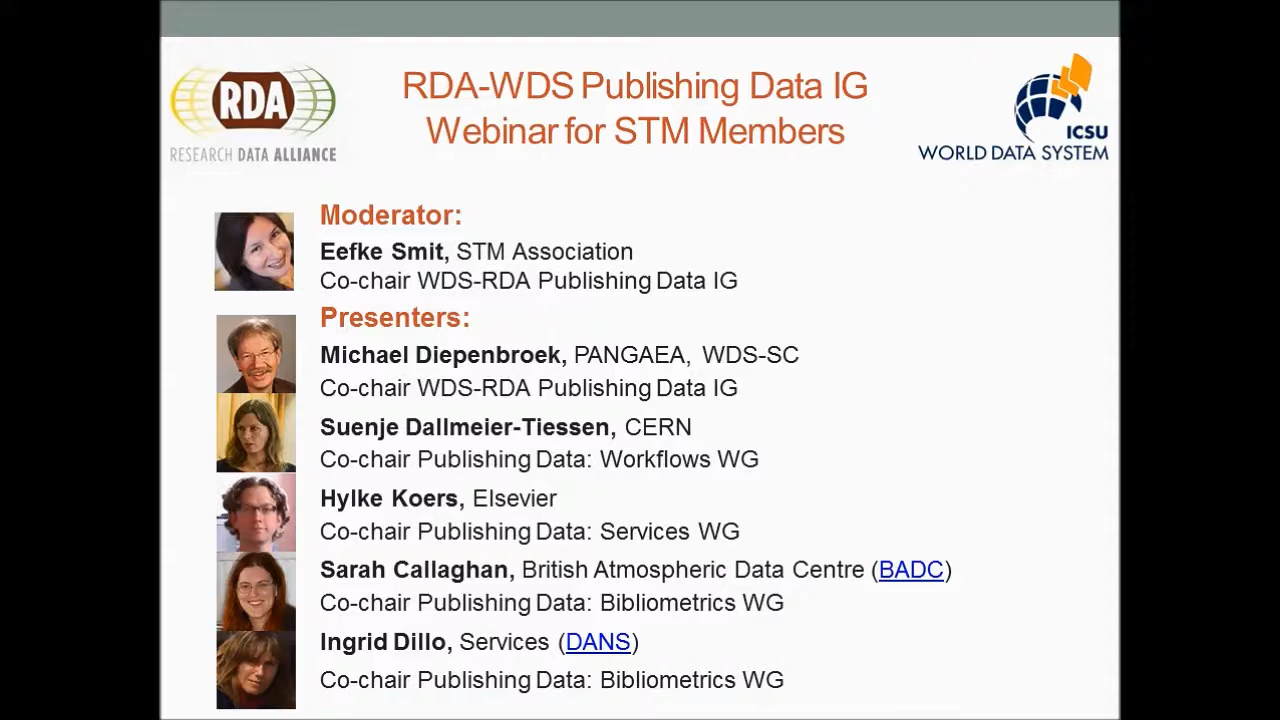 RDA
RESEARCH DATA ALLIANCE
RDA-WDS Publishing Data IG
Webinar for STM Members
ICSU
WORLD DATA SYSTEM
Moderator:
Eefke Smit, STM Association
Co-chair WDS-RDA Publishing Data IG
Presenters:
Michael Diepenbroek, PANGAEA, WDS-SC
Co-chair WDS-RDA Publishing Data IG
Suenje Dallmeier-Tiessen, CERN
Co-chair Publishing Data: Workflows WG
Hylke Koers, Elsevier
Co-chair Publishing Data: Services WG
Sarah Callaghan, British Atmospheric Data Centre (BADC)
Co-chair Publishing Data: Bibliometrics WG
Ingrid Dillo, Services (DANS)
Co-chair Publishing Data: Bibliometrics WG